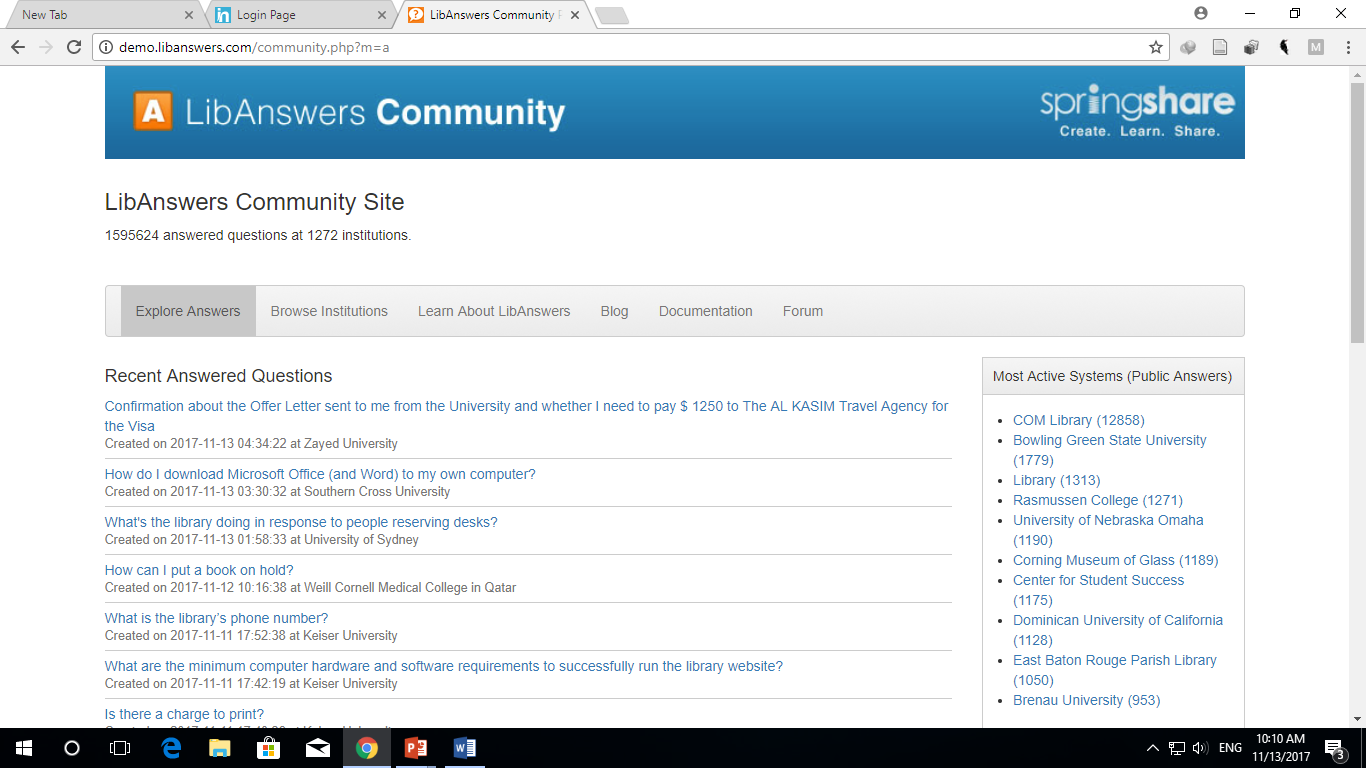 New Tab
Login Page
LibAnswers Community
demo.libanswers.com/community.php?m=a
M
A LibAnswers Community
springshare
Create. Learn. Share.
LibAnswers Community Site
1595624 answered questions at 1272 institutions.
Explore Answers Browse Institutions Learn About LibAnswers Blog Documentation Forum
Recent Answered Questions
Confirmation about the Offer Letter sent to me from the University and whether I need to pay $ 1250 to The AL KASIM Travel Agency for
the Visa
Created on 2017-11-13 04:34:22 at Zayed University
How do I download Microsoft Office (and Word) to my own computer?
Created on 2017-11-13 03:30:32 at Southern Cross University
What's the library doing in response to people reserving desks?
Created on 2017-11-13 01:58:33 at University of Sydney
How can I put a book on hold?
Created on 2017-11-12 10:16:38 at Weill Cornell Medical College in Qatar
What is the library’s phone number?
Created on 2017-11-11 17:52:38 at Keiser University
What are the minimum computer hardware and software requirements to successfully run the library website?
Created on 2017-11-11 17:42:19 at Keiser University
Is there a charge to print?
Most Active Systems (Public Answers)
COM Library (12858)
Bowling Green State University
(1779)
Library (1313)
Rasmussen College (1271)
University of Nebraska Omaha
(1190)
Corning Museum of Glass (1189)
Center for Student Success
(1175)
Dominican University of California
(1128)
East Baton Rouge Parish Library
(1050)
Brenau University (953)
ENG
10:10 AM
11/13/2017
3